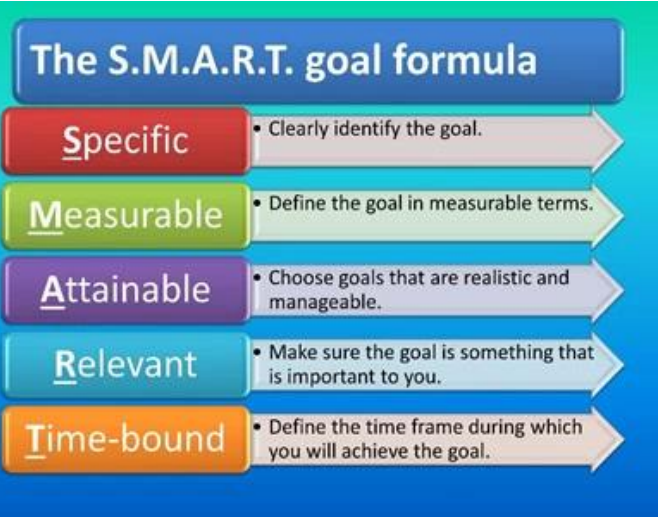 The S.M.A.R.T. goal formula
Specific
• Clearly identify the goal.
Measurable
• Define the goal in measurable terms.
Attainable
• Choose goals that are realistic and
manageable.
Relevant
• Make sure the goal is something that
is important to you.
Time-bound
• Define the time frame during which
you will achieve the goal.